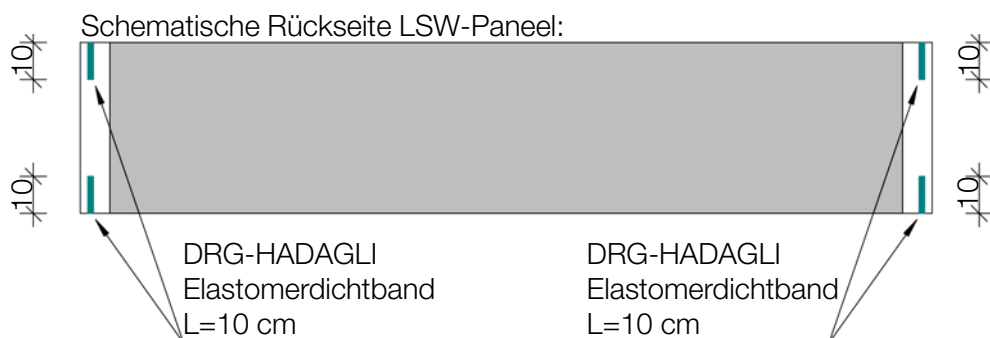 Schematische Rückseite LSW-Paneel:
10
10
10
10
DRG-HADAGLI
Elastomerdichtband
L=10 cm
DRG-HADAGLI
Elastomerdichtband
L=10 cm